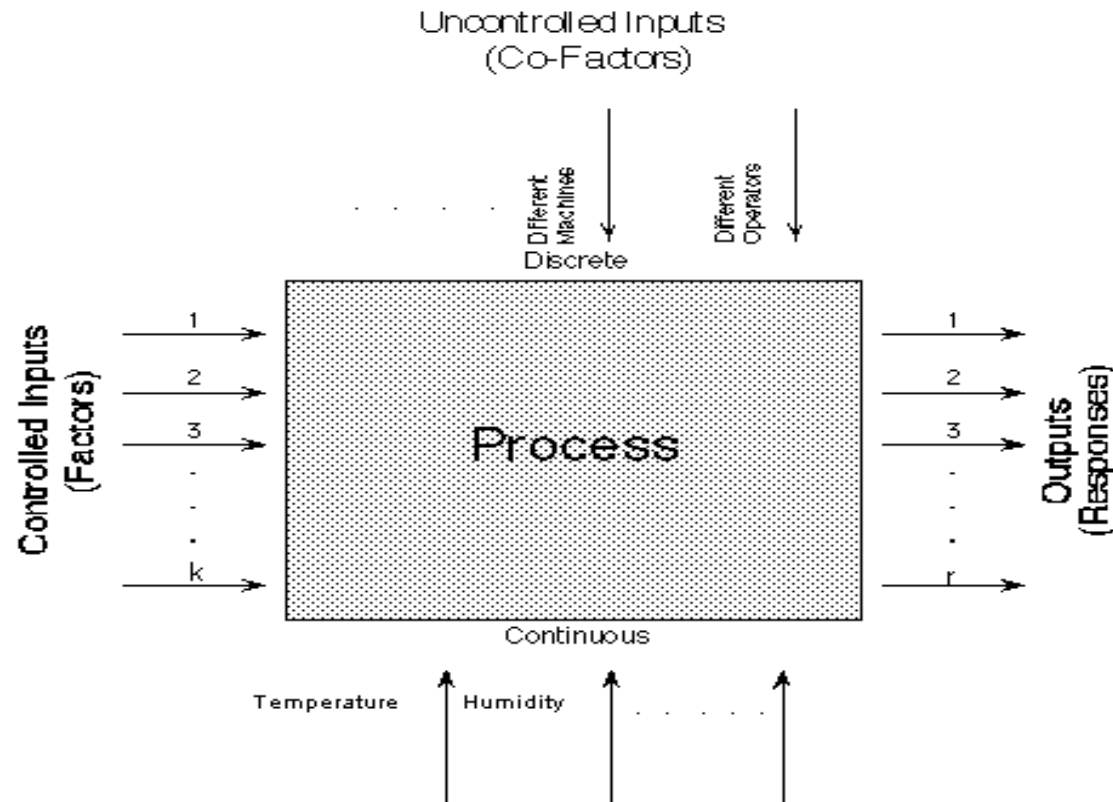 Uncontrolled Inputs
(Co-Factors)
. . . . .
Different
Machines
Different
Operators
Discrete
Controlled Inputs
(Factors)
1
2
3
.
.
.
k
Process
1
2
3
.
.
.
r
Outputs
(Responses)
Continuous
Temperature
Humidity
. . . . . .